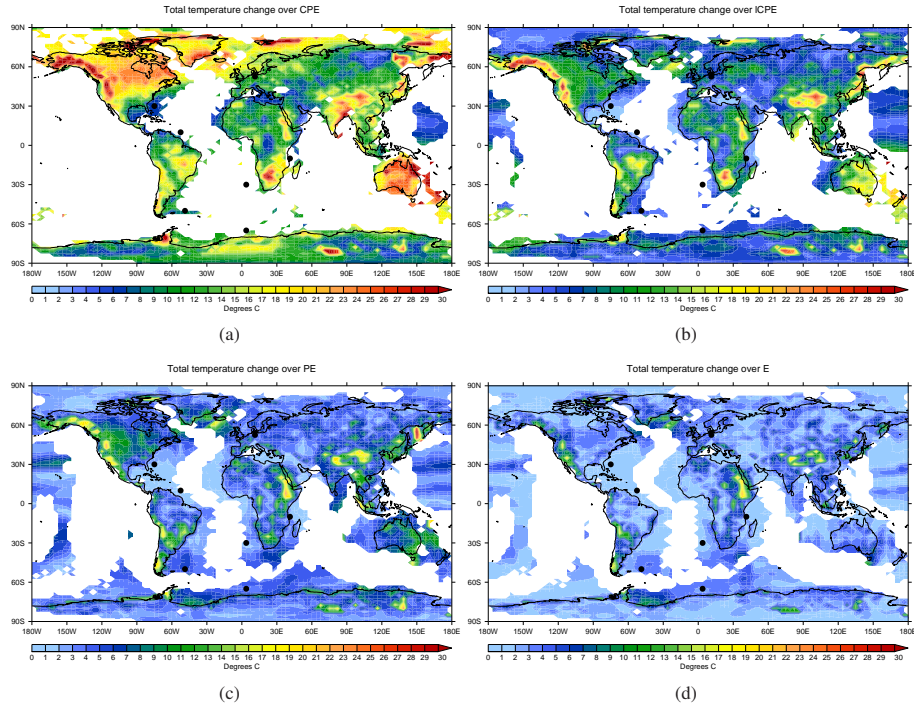 Total temperature change over CPE
90N
60N
30N
0
30S
60S
90S
180W 150W 120W 90W 60W 30W 0 30E 60E 90E 120E 150E 180E
0 1 2 3 4 5 6 7 8 9 10 11 12 13 14 15 16 17 18 19 20 21 22 23 24 25 26 27 28 29 30
Degrees C
(a)
Total temperature change over ICPE
90N
60N
30N
0
30S
60S
90S
180W 150W 120W 90W 60W 30W 0 30E 60E 90E 120E 150E 180E
0 1 2 3 4 5 6 7 8 9 10 11 12 13 14 15 16 17 18 19 20 21 22 23 24 25 26 27 28 29 30
Degrees C
(b)
Total temperature change over PE
90N
60N
30N
0
30S
60S
90S
180W 150W 120W 90W 60W 30W 0 30E 60E 90E 120E 150E 180E
0 1 2 3 4 5 6 7 8 9 10 11 12 13 14 15 16 17 18 19 20 21 22 23 24 25 26 27 28 29 30
Degrees C
(c)
Total temperature change over E
90N
60N
30N
0
30S
60S
90S
180W 150W 120W 90W 60W 30W 0 30E 60E 90E 120E 150E 180E
0 1 2 3 4 5 6 7 8 9 10 11 12 13 14 15 16 17 18 19 20 21 22 23 24 25 26 27 28 29 30
Degrees C
(d)